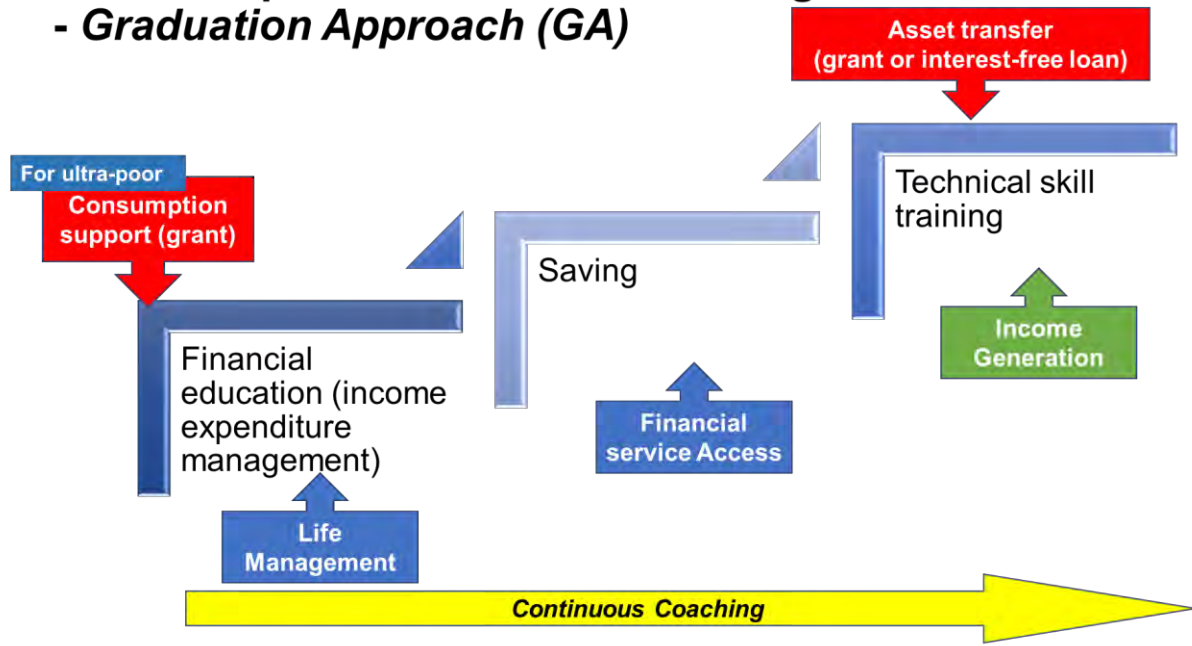 - Graduation Approach (GA)
Asset transfer
(grant or interest-free loan)
For ultra-poor
Consumption
support (grant)
Technical skill
training
Saving
Income
Generation
Financial
education (income
expenditure
management)
Financial
service Access
Life
Management
Continuous Coaching